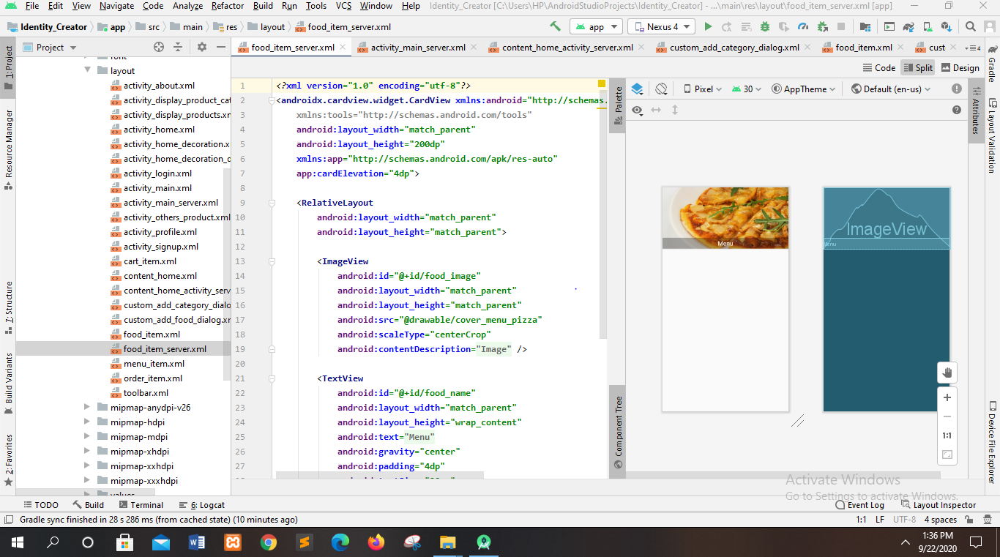 File Edit View Navigate Code Analyze Refactor Build Run Tools VCS Window Help Identity_Creator [C:\Users\HP\AndroidStudioProjects\Identity_Creator] - ...\main\res\layout\food_item_server.xml [app]
Identity_Creator app src main res layout food_item_server.xml app Nexus 4
Project food_item_server.xml activity_main_server.xml content_home_activity_server.xml custom_add_category_dialog.xml food_item.xml cust 4
Code Split Design
1: Project
Resource Manager
7: Structure
Build Variants
2: Favorites
font
layout
activity_about.xml
activity_display_product_cat
activity_display_products.xm
activity_home.xml
activity_home_decoration.x
activity_home_decoration_d
activity_login.xml
activity_main.xml
activity_main_server.xml
activity_others_product.xml
activity_profile.xml
activity_signup.xml
cart_item.xml
content_home.xml
content_home_activity_serv
custom_add_category_dialo
custom_add_food_dialog.xr
food_item.xml
food_item_server.xml
menu_item.xml
order_item.xml
toolbar.xml
mipmap-anydpi-v26
mipmap-hdpi
mipmap-mdpi
mipmap-xhdpi
mipmap-xxhdpi
mipmap-xxxhdpi
values
1 <?xml version="1.0" encoding="utf-8"?>
2 <androidx.cardview.widget.CardView xmlns:android="http://schemas.
3 xmlns:tools="http://schemas.android.com/tools"
4 android:layout_width="match_parent"
5 android:layout_height="200dp"
6 xmlns:app="http://schemas.android.com/apk/res-auto"
7 app:cardElevation="4dp">
8
9 <RelativeLayout
10 android:layout_width="match_parent"
11 android:layout_height="match_parent">
12
13 <ImageView
14 android:id="@+id/food_image"
15 android:layout_width="match_parent"
16 android:layout_height="match_parent"
17 android:src="@drawable/cover_menu_pizza"
18 android:scaleType="centerCrop"
19 android:contentDescription="Image" />
20
21 <TextView
22 android:id="@+id/food_name"
23 android:layout_width="match_parent"
24 android:layout_height="wrap_content"
25 android:text="Menu"
26 android:gravity="center"
27 android:padding="4dp"
Palette
Component Tree
Pixel 30 AppTheme Default (en-us)
Menu
ImageView
Menu
1:1
Attributes
Gradle
Layout Validation
Device File Explorer
Activate Windows
Go to Settings to activate Windows.
TODO Build Terminal 6: Logcat Event Log Layout Inspector
Gradle sync finished in 28 s 286 ms (from cached state) (10 minutes ago) 1:1 LF UTF-8 4 spaces
1:36 PM
9/22/2020